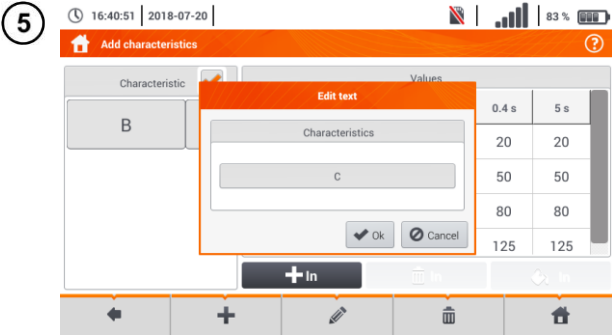 5
16:40:51 2018-07-20 83 %
Add characteristics ?
Characteristic Values
Edit text
Characteristics
C
Ok Cancel
B
0.4 s 5 s
20 20
50 50
80 80
125 125
In In In